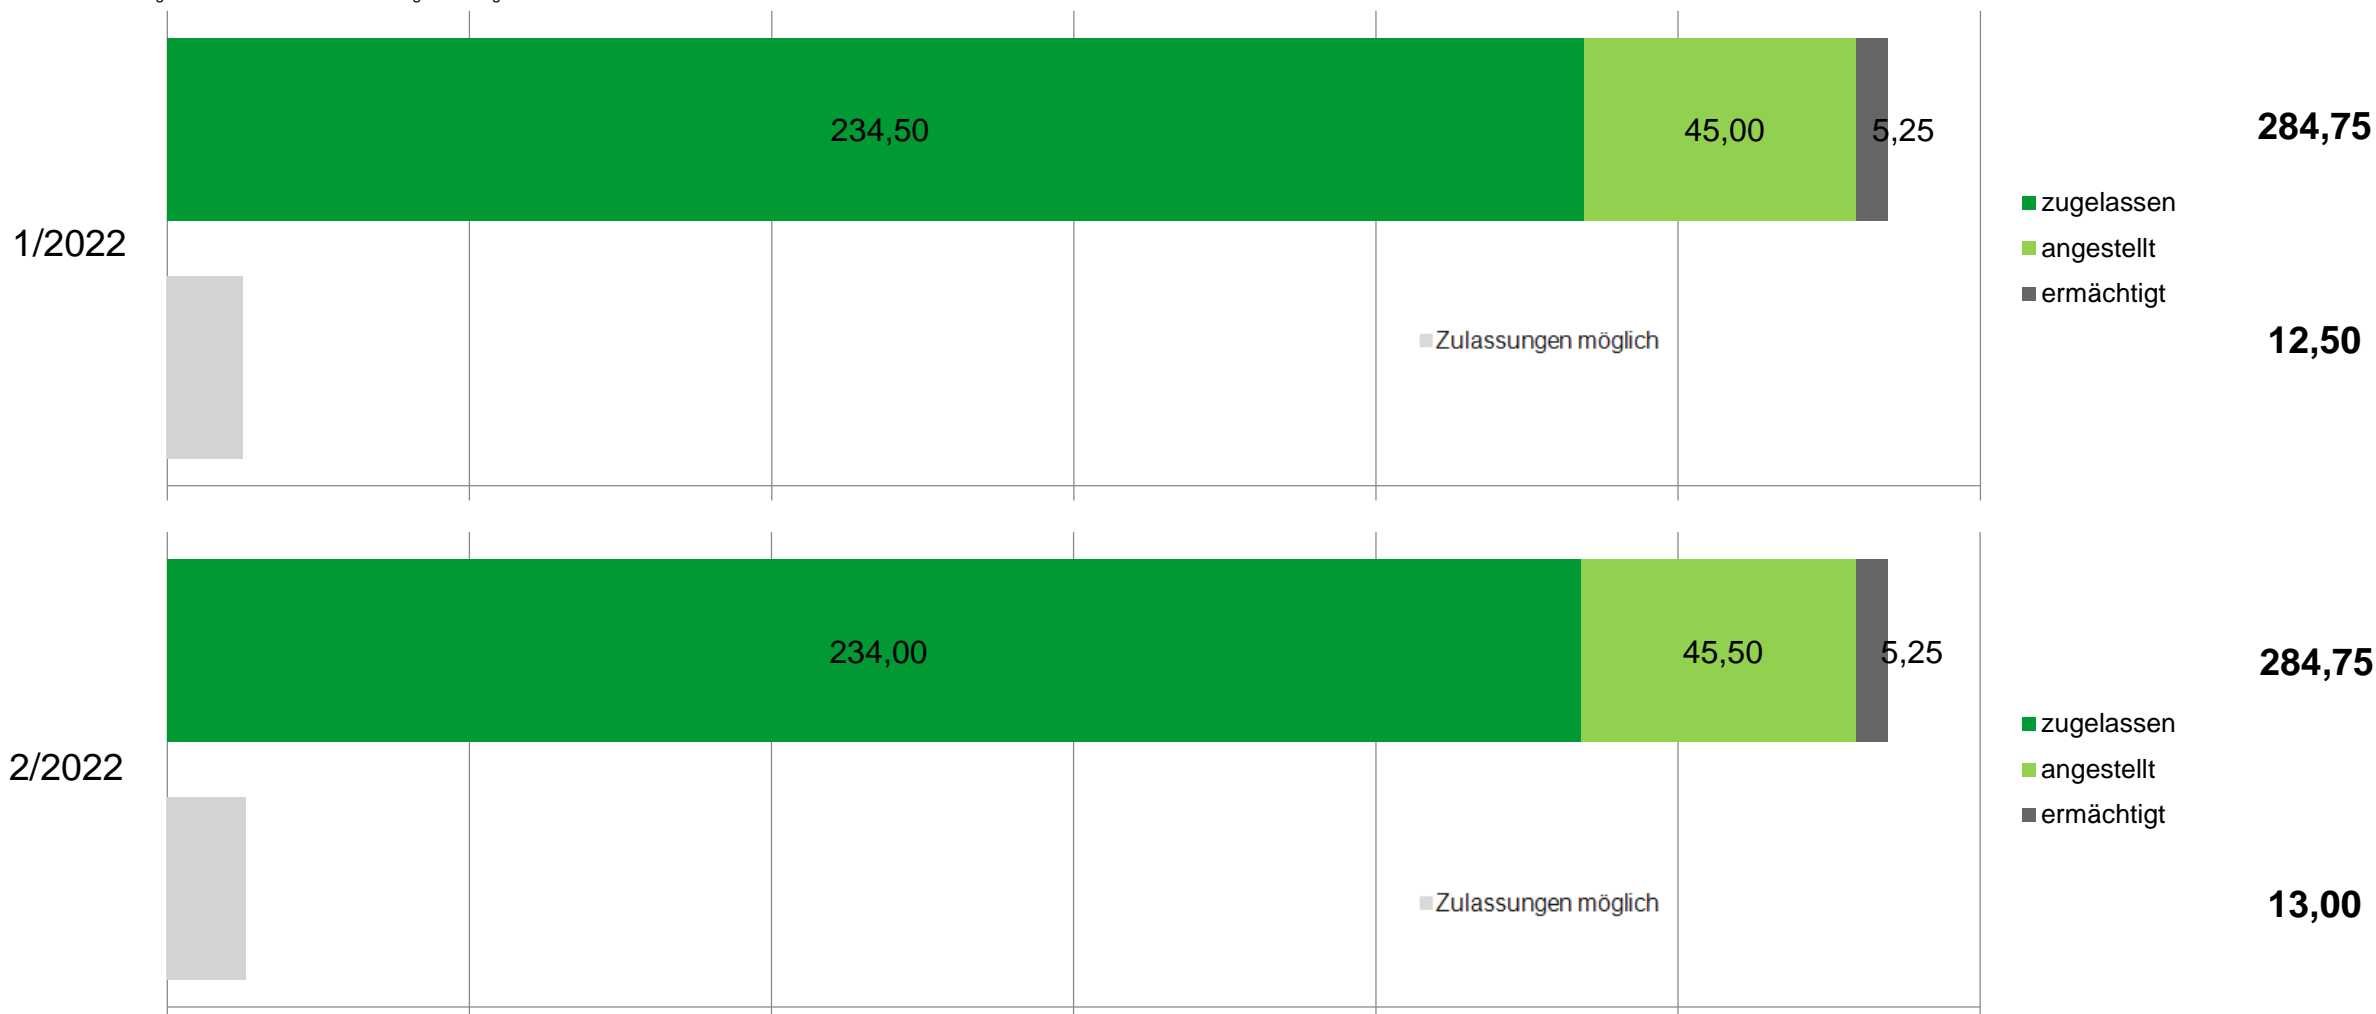 234,50 45,00 5,25 284,75
zugelassen
1/2022
angestellt
ermächtigt
Zulassungen möglich 12,50
234,00 45,50 5,25 284,75
zugelassen
2/2022
angestellt
ermächtigt
Zulassungen möglich 13,00